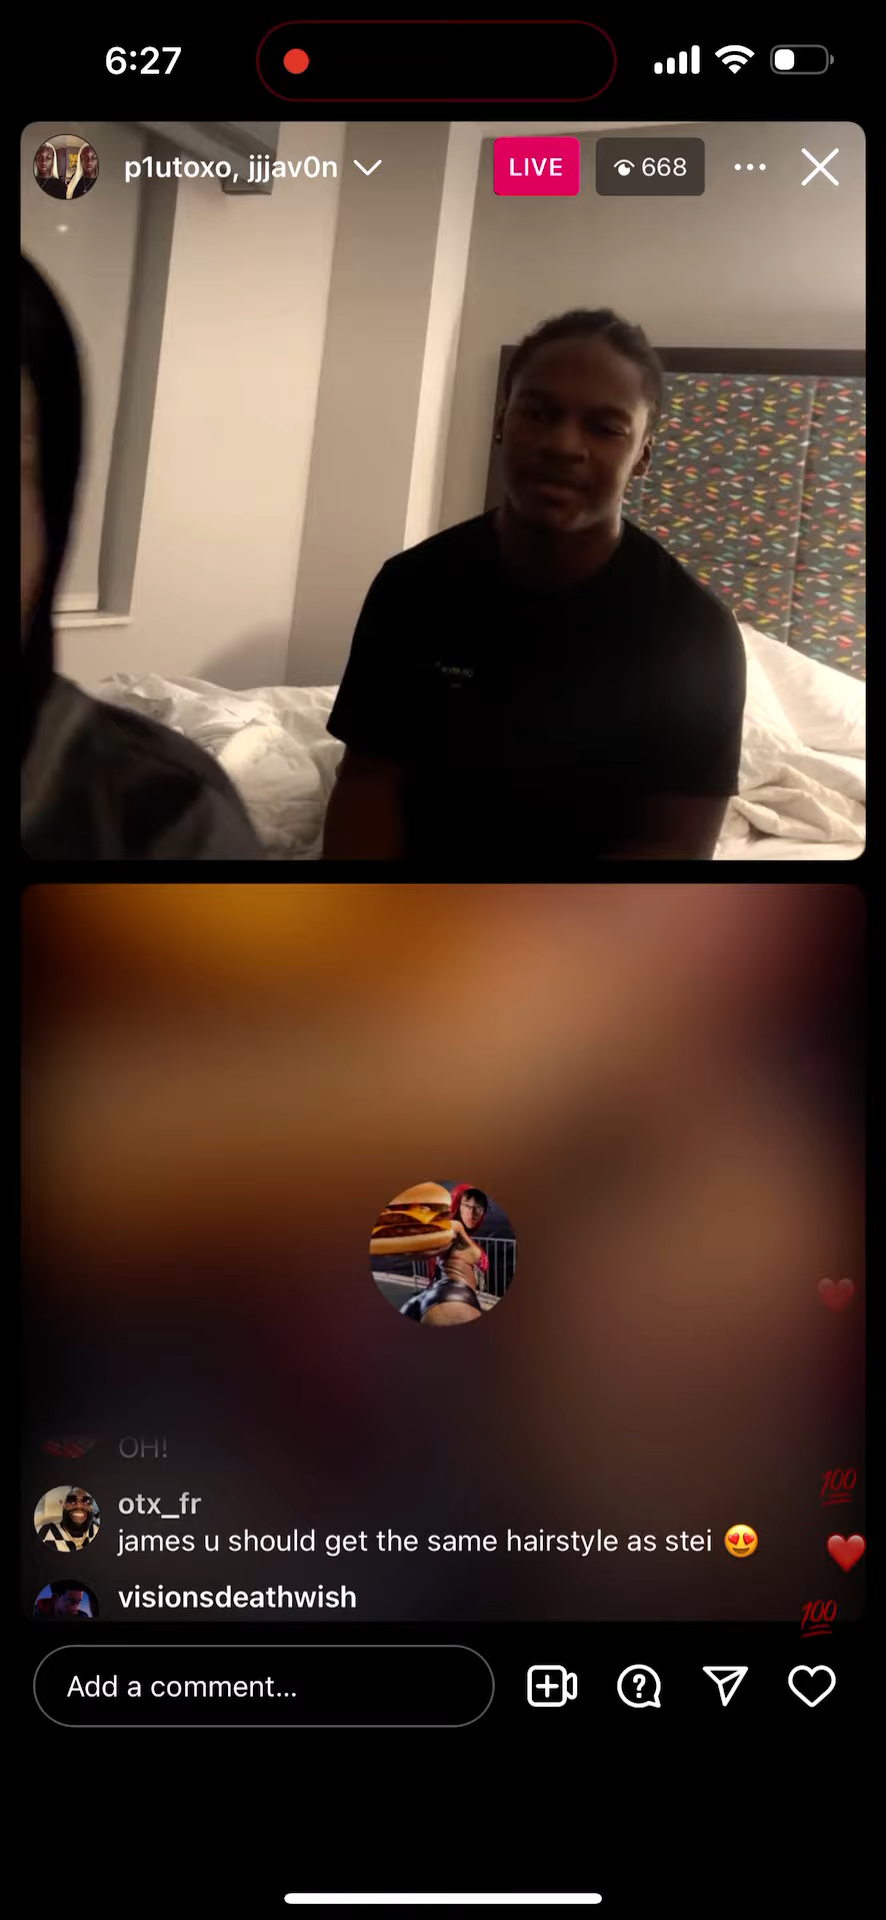 6:27
p1utoxo, jjjav0n
LIVE
668
OH!
otx_fr
james u should get the same hairstyle as stei 😍
visionsdeathwish
100
100
Add a comment...